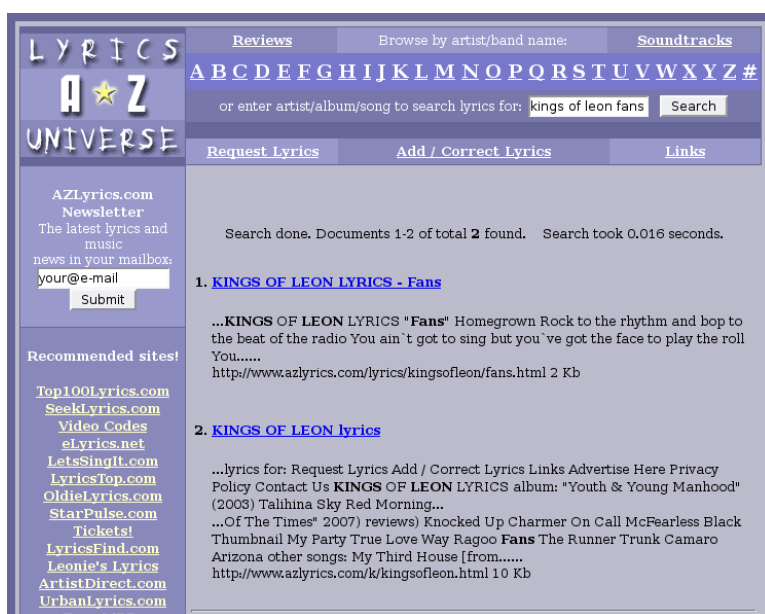 LYRICS
A Z
UNIVERSE
Reviews
Browse by artist/band name:
Soundtracks
A B C D E F G H I J K L M N O P Q R S T U V W X Y Z #
or enter artist/album/song to search lyrics for: kings of leon fans Search
Request Lyrics
Add / Correct Lyrics
Links
AZLyrics.com
Newsletter
The latest lyrics and
music
news in your mailbox:
your@e-mail
Submit
Recommended sites!
Top100Lyrics.com
SeekLyrics.com
Video Codes
eLyrics.net
LetsSingIt.com
LyricsTop.com
OldieLyrics.com
StarPulse.com
Tickets!
LyricsFind.com
Leonie's Lyrics
ArtistDirect.com
UrbanLyrics.com
Search done. Documents 1-2 of total 2 found. Search took 0.016 seconds.
1. KINGS OF LEON LYRICS - Fans
...KINGS OF LEON LYRICS "Fans" Homegrown Rock to the rhythm and bop to
the beat of the radio You ain`t got to sing but you`ve got the face to play the roll
You......
http://www.azlyrics.com/lyrics/kingsofleon/fans.html 2 Kb
2. KINGS OF LEON lyrics
...lyrics for: Request Lyrics Add / Correct Lyrics Links Advertise Here Privacy
Policy Contact Us KINGS OF LEON LYRICS album: "Youth & Young Manhood"
(2003) Talihina Sky Red Morning...
...Of The Times" 2007) reviews) Knocked Up Charmer On Call McFearless Black
Thumbnail My Party True Love Way Ragoo Fans The Runner Trunk Camaro
Arizona other songs: My Third House [from......
http://www.azlyrics.com/k/kingsofleon.html 10 Kb